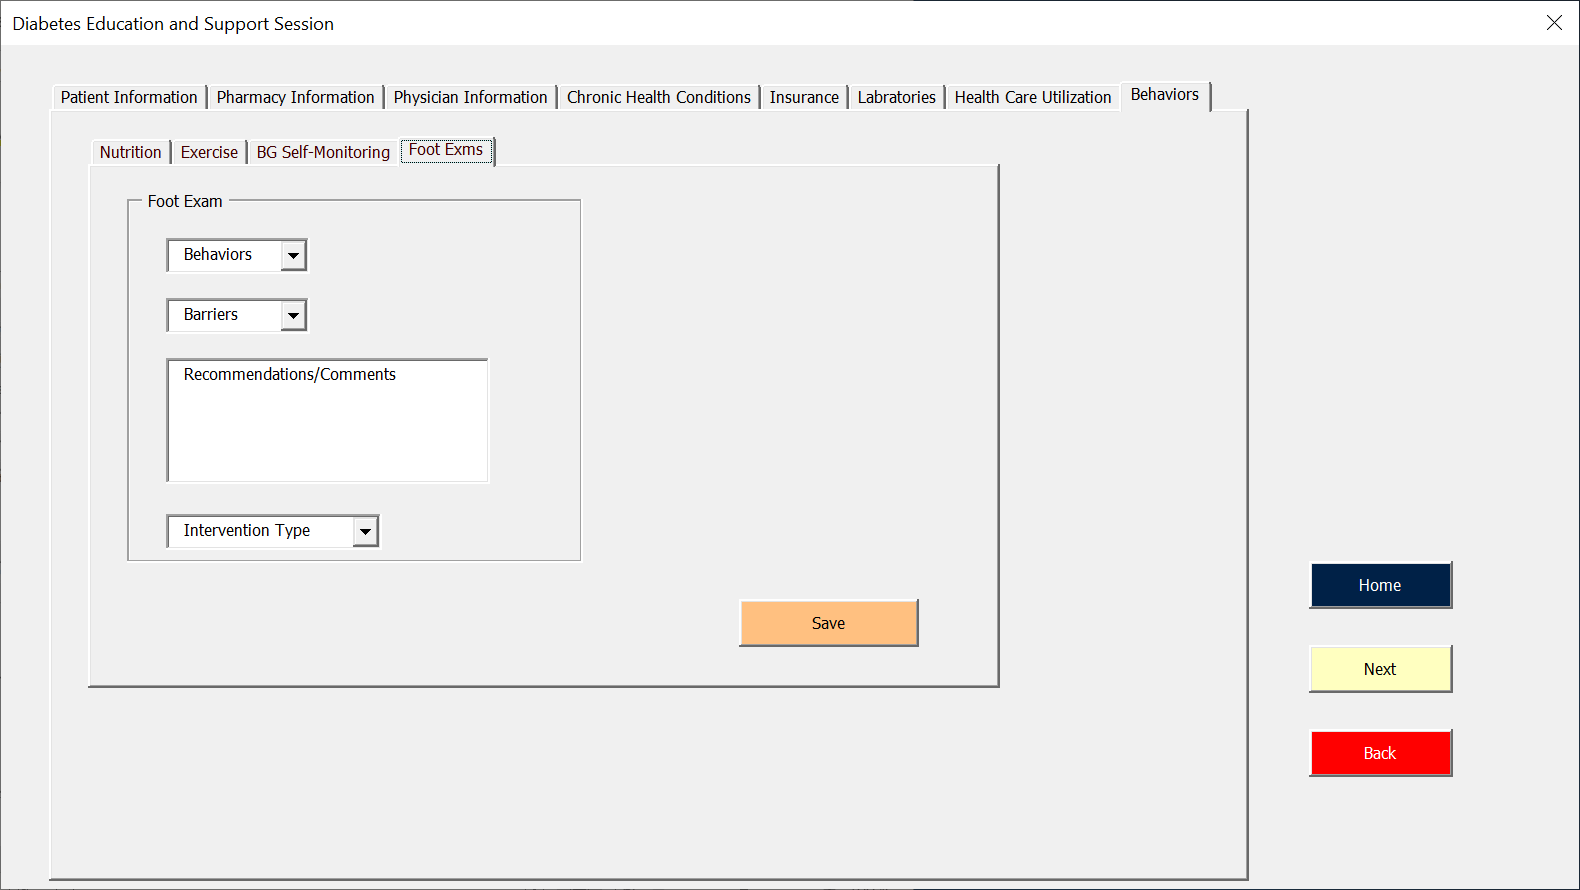 Diabetes Education and Support Session
Patient Information Pharmacy Information Physician Information Chronic Health Conditions Insurance Labratories Health Care Utilization Behaviors
Nutrition Exercise BG Self-Monitoring Foot Exms
Foot Exam
Behaviors
Barriers
Recommendations/Comments
Intervention Type
Save
Home
Next
Back